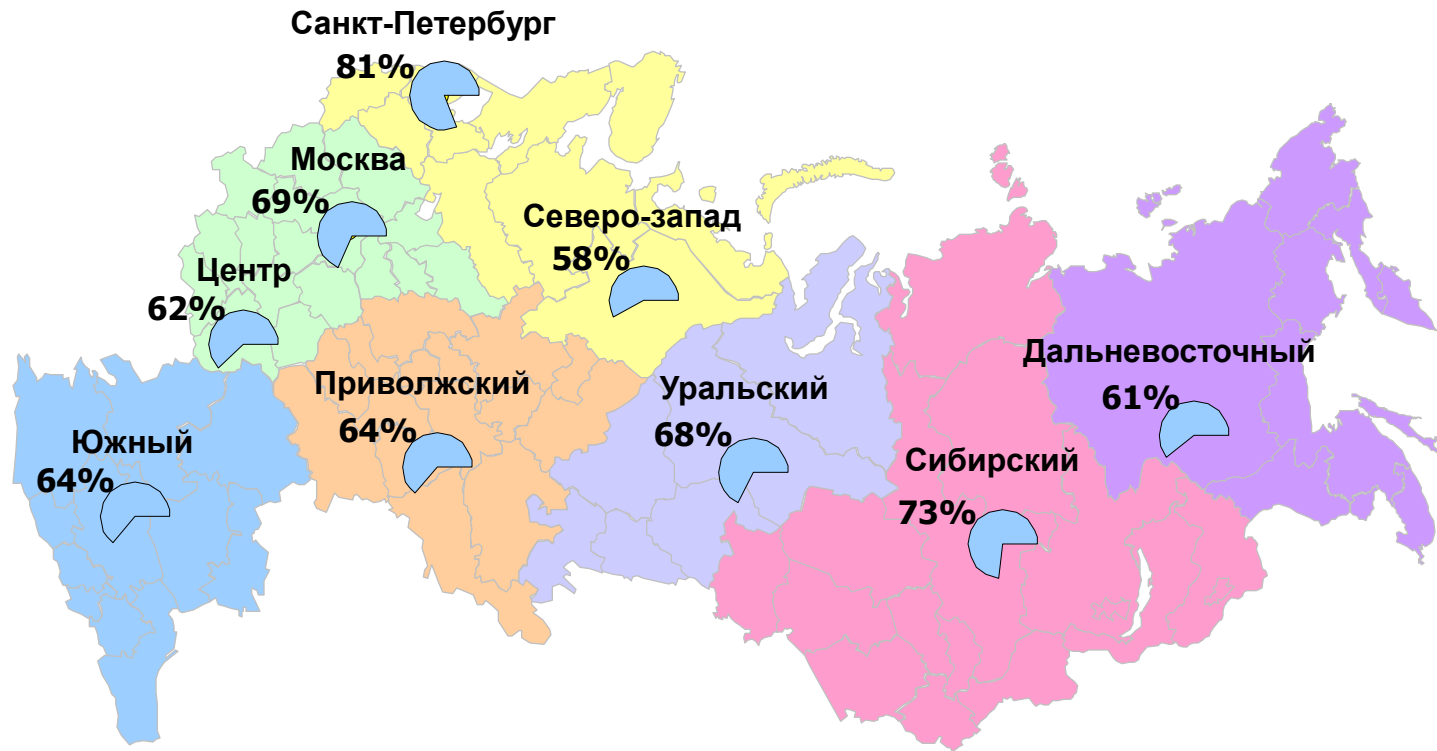 Санкт-Петербург
81%
Москва
69%
Северо-запад
58%
Центр
62%
Дальневосточный
61%
Приволжский
64%
Уральский
68%
Южный
64%
Сибирский
73%